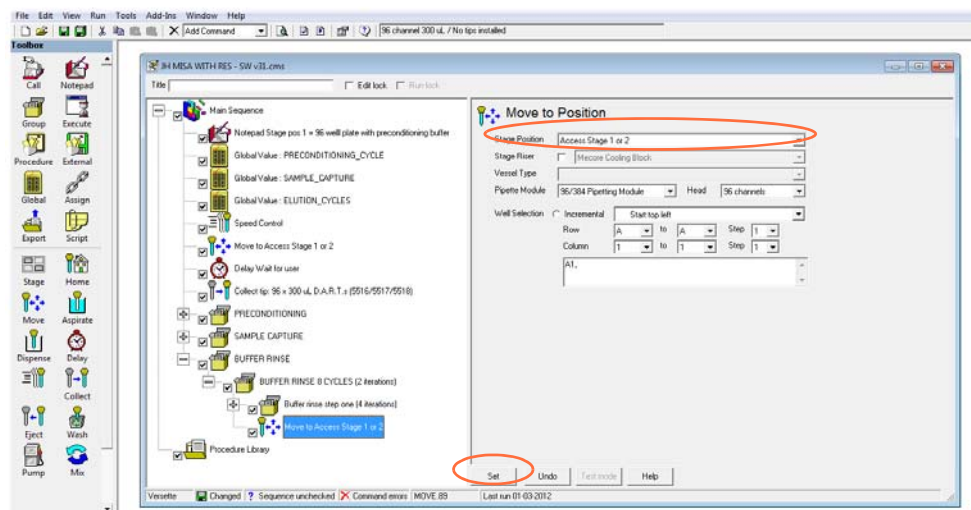 File Edit View Run Tools Add-Ins Window Help
Add Command
96 channel 300 uL / No tips installed
Toolbox
Call Notepad
Group Execute
Procedure External
Global Assign
Export Script
Stage Home
Move Aspirate
Dispense Delay
Collect
Eject Wash
Pump Mix
JH MISA WITH RES - SW v31.cms
Title
Edit lock
Run lock
Main Sequence
Notepad Stage pos 1 = 96 well plate with preconditioning buffer
Global Value : PRECONDITIONING_CYCLE
Global Value : SAMPLE_CAPTURE
Global Value : ELUTION_CYCLES
Speed Control
Move to Access Stage 1 or 2
Delay Wait for user
Collect tip: 96 x 300 uL D.A.R.T.s (5516/5517/5518)
PRECONDITIONING
SAMPLE CAPTURE
BUFFER RINSE
BUFFER RINSE 8 CYCLES (2 iterations)
Buffer rinse step one (4 iterations)
Move to Access Stage 1 or 2
Procedure Library
Move to Position
Stage Position Access Stage 1 or 2
Stage Riser Mecore Cooling Block
Vessel Type
Pipette Module 96/384 Pipetting Module Head 96 channels
Well Selection Incremental Start top left
Row A to A Step 1
Column 1 to 1 Step 1
A1,
Set Undo Test mode Help
Versette Changed ? Sequence unchecked Command errors MOVE.89 Last run 01-03-2012